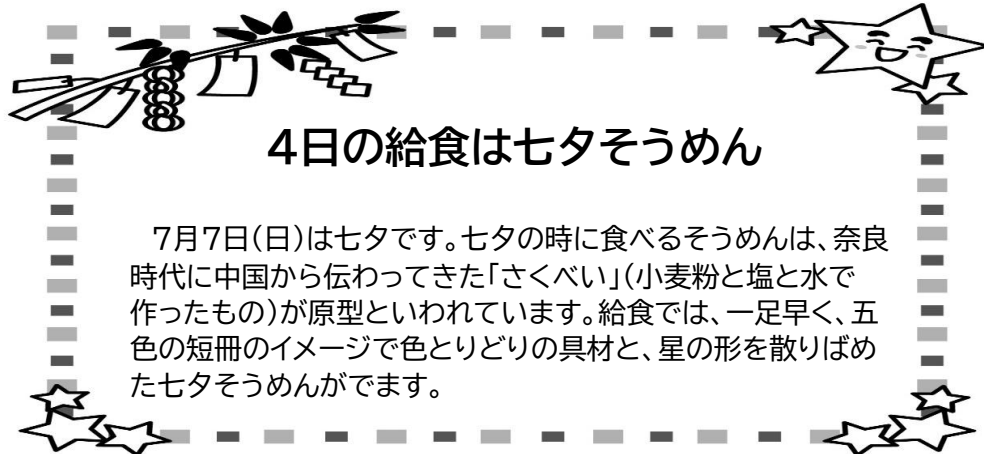 4日の給食は七夕そうめん
　7月7日(日)は七夕です。七夕の時に食べるそうめんは、奈良
時代に中国から伝わってきた「さくべい」(小麦粉と塩と水で
作ったもの)が原型といわれています。給食では、一足早く、五
色の短冊のイメージで色とりどりの具材と、星の形を散りばめ
た七夕そうめんがでます。